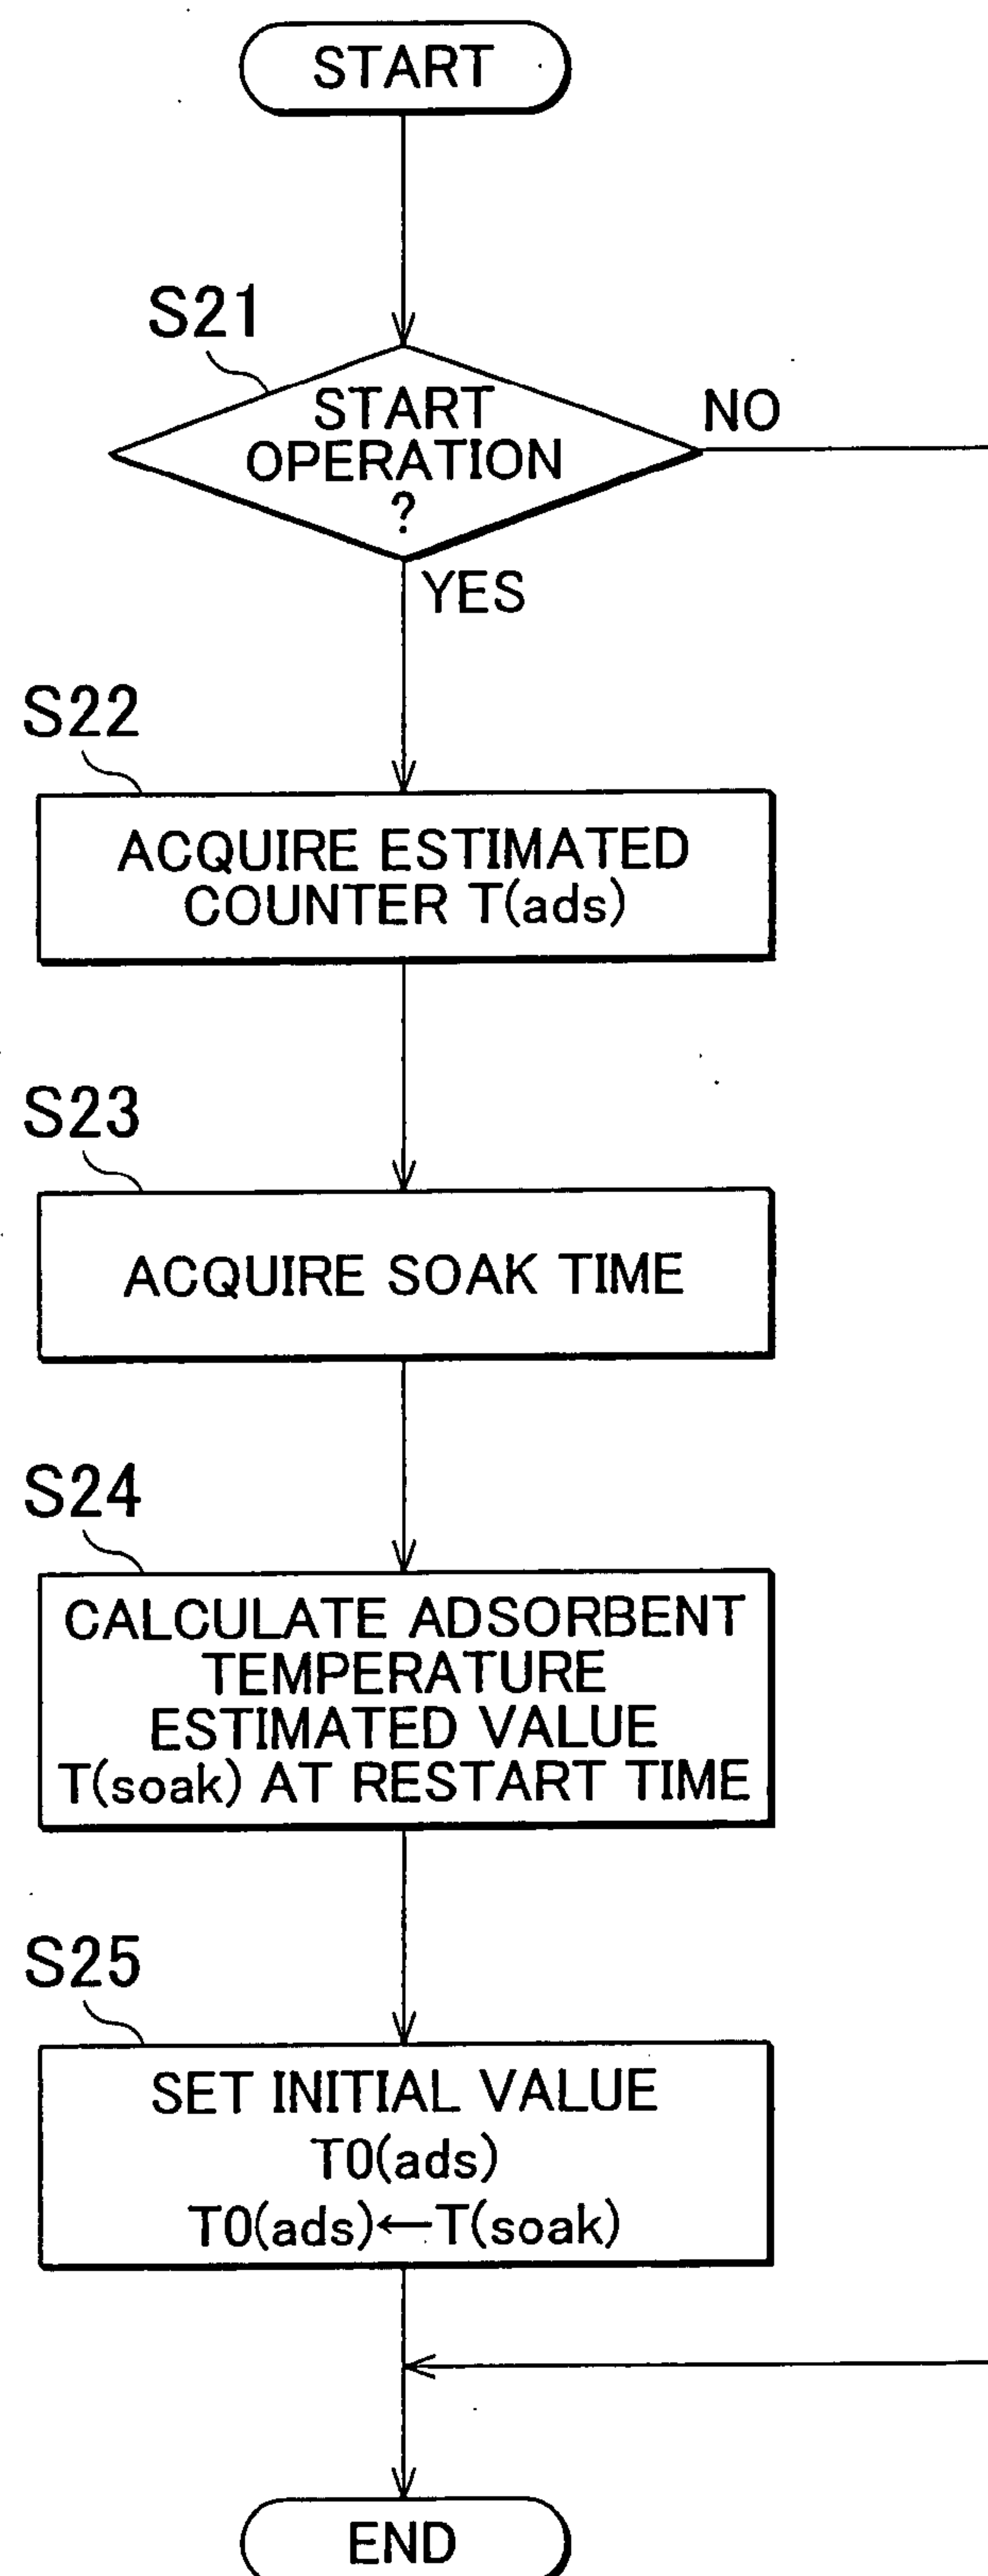 START
S21
START
OPERATION
?
NO
YES
S22
ACQUIRE ESTIMATED
COUNTER T(ads)
S23
ACQUIRE SOAK TIME
S24
CALCULATE ADSORBENT
TEMPERATURE
ESTIMATED VALUE
T(soak) AT RESTART TIME
S25
SET INITIAL VALUE
T0(ads)
T0(ads)←T(soak)
END